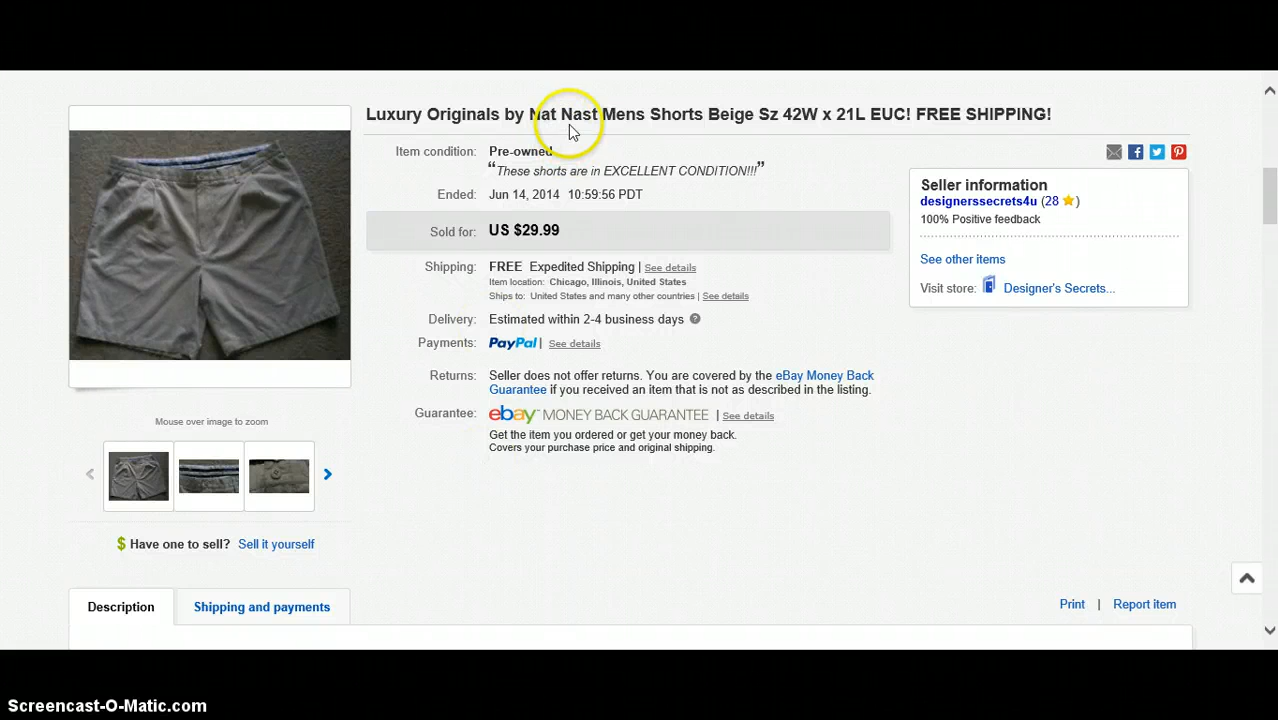 Luxury Originals by Nat Nast Mens Shorts Beige Sz 42W x 21L EUC! FREE SHIPPING!
Item condition: Pre-owned
“These shorts are in EXCELLENT CONDITION!!!”
Ended: Jun 14, 2014 10:59:56 PDT
Sold for: US $29.99
Shipping: FREE Expedited Shipping | See details
Item location: Chicago, Illinois, United States
Ships to: United States and many other countries | See details
Delivery: Estimated within 2-4 business days ?
Payments: PayPal | See details
Returns: Seller does not offer returns. You are covered by the eBay Money Back
Guarantee if you received an item that is not as described in the listing.
Guarantee: ebay MONEY BACK GUARANTEE | See details
Get the item you ordered or get your money back.
Covers your purchase price and original shipping.
Seller information
designerssecrets4u (28 ★)
100% Positive feedback
See other items
Visit store: Designer's Secrets...
Mouse over image to zoom
$ Have one to sell? Sell it yourself
Description
Shipping and payments
Print | Report item
Screencast-O-Matic.com